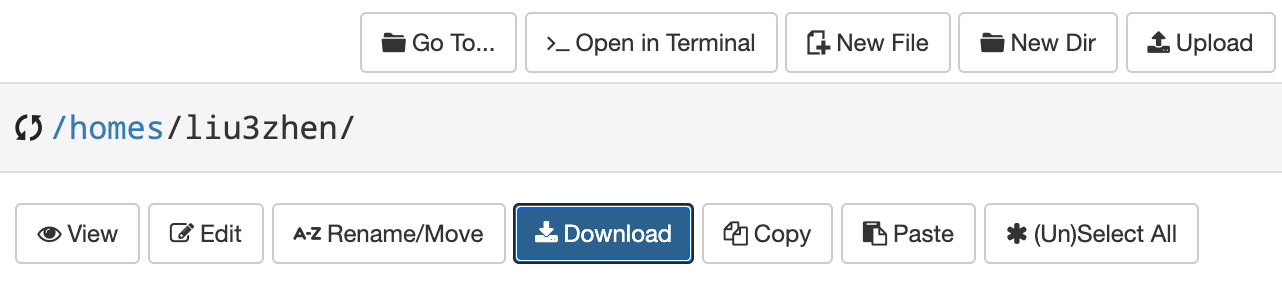 Go To... >_ Open in Terminal New File New Dir Upload
/homes/liu3zhen/
View Edit A-Z Rename/Move Download Copy Paste ✱ (Un)Select All